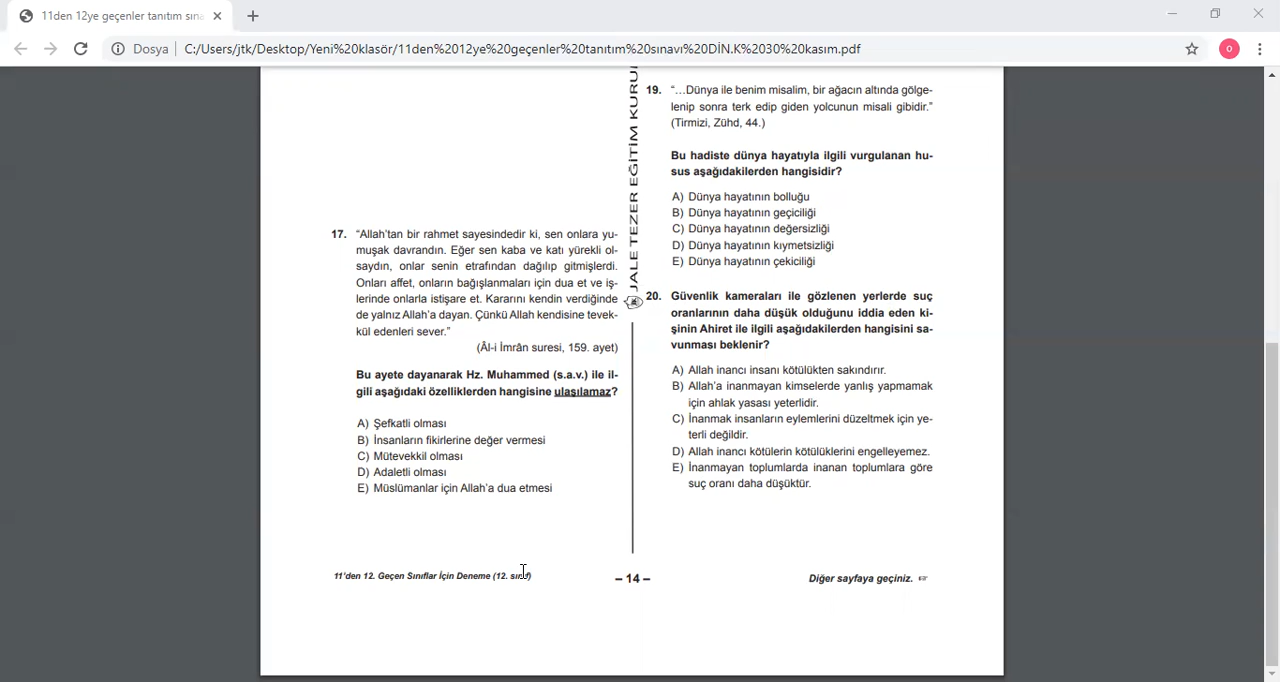 11den 12ye geçenler tanıtım sına
Dosya
C:/Users/jtk/Desktop/Yeni%20klasör/11den%2012ye%20geçenler%20tanıtım%20sınavı%20DİN.K%2030%20kasım.pdf
O
17. “Allah’tan bir rahmet sayesindedir ki, sen onlara yu-
muşak davrandın. Eğer sen kaba ve katı yürekli ol-
saydın, onlar senin etrafından dağılıp gitmişlerdi.
Onları affet, onların bağışlanmaları için dua et ve iş-
lerinde onlarla istişare et. Kararını kendin verdiğinde
de yalnız Allah’a dayan. Çünkü Allah kendisine tevek-
kül edenleri sever.”
(Âl-i İmrân suresi, 159. ayet)
Bu ayete dayanarak Hz. Muhammed (s.a.v.) ile il-
gili aşağıdaki özelliklerden hangisine ulaşılamaz?
A) Şefkatli olması
B) İnsanların fikirlerine değer vermesi
C) Mütevekkil olması
D) Adaletli olması
E) Müslümanlar için Allah’a dua etmesi
JALE TEZER EĞİTİM KURU
19. “…Dünya ile benim misalim, bir ağacın altında gölge-
lenip sonra terk edip giden yolcunun misali gibidir.”
(Tirmizi, Zühd, 44.)
Bu hadiste dünya hayatıyla ilgili vurgulanan hu-
sus aşağıdakilerden hangisidir?
A) Dünya hayatının bolluğu
B) Dünya hayatının geçiciliği
C) Dünya hayatının değersizliği
D) Dünya hayatının kıymetsizliği
E) Dünya hayatının çekiciliği
20. Güvenlik kameraları ile gözlenen yerlerde suç
oranlarının daha düşük olduğunu iddia eden ki-
şinin Ahiret ile ilgili aşağıdakilerden hangisini sa-
vunması beklenir?
A) Allah inancı insanı kötülükten sakındırır.
B) Allah’a inanmayan kimselerde yanlış yapmamak
için ahlak yasası yeterlidir.
C) İnanmak insanların eylemlerini düzeltmek için ye-
terli değildir.
D) Allah inancı kötülerin kötülüklerini engelleyemez.
E) İnanmayan toplumlarda inanan toplumlara göre
suç oranı daha düşüktür.
11’den 12. Geçen Sınıflar İçin Deneme (12. sınıf)
– 14 –
Diğer sayfaya geçiniz.